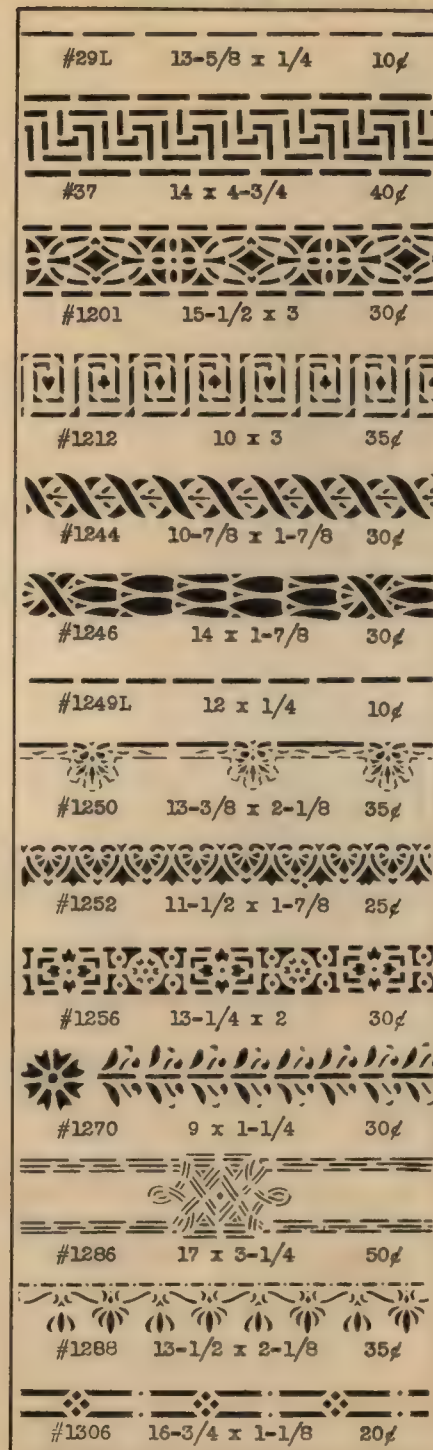 #29L 13-5/8 x 1/4 10¢
#37 14 x 4-3/4 40¢
#1201 15-1/2 x 3 30¢
#1212 10 x 3 35¢
#1244 10-7/8 x 1-7/8 30¢
#1246 14 x 1-7/8 30¢
#1249L 12 x 1/4 10¢
#1250 13-3/8 x 2-1/8 35¢
#1252 11-1/2 x 1-7/8 25¢
#1256 13-1/4 x 2 30¢
#1270 9 x 1-1/4 30¢
#1286 17 x 3-1/4 50¢
#1288 13-1/2 x 2-1/8 35¢
#1306 16-3/4 x 1-1/8 20¢